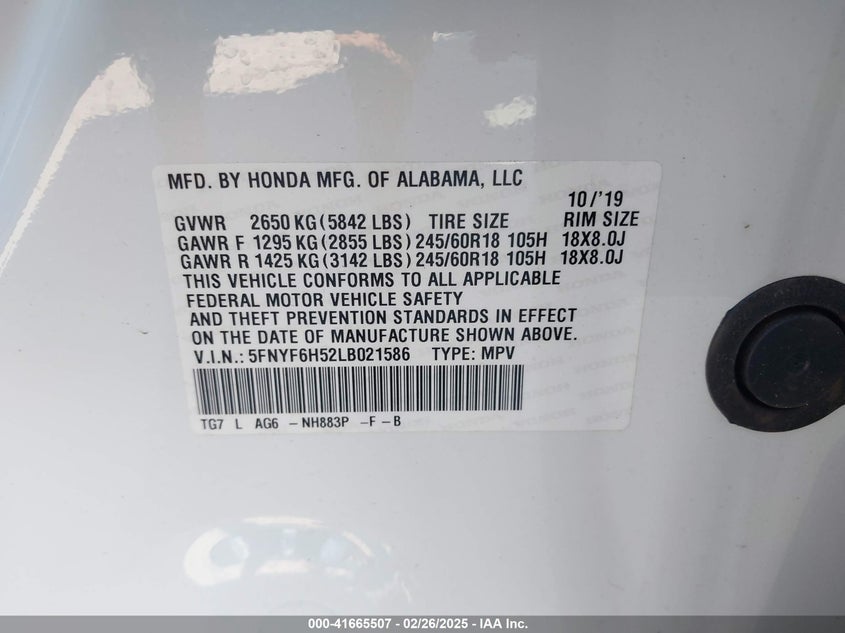 MFD. BY HONDA MFG. OF ALABAMA, LLC
10/'19
GVWR 2650 KG(5842 LBS) TIRE SIZE RIM SIZE
GAWR F 1295 KG(2855 LBS)245/60R18 105H 18X8.0J
GAWR R 1425 KG(3142 LBS)245/60R18 105H 18X8.0J
THIS VEHICLE CONFORMS TO ALL APPLICABLE
FEDERAL MOTOR VEHICLE SAFETY
AND THEFT PREVENTION STANDARDS IN EFFECT
ON THE DATE OF MANUFACTURE SHOWN ABOVE.
V.I.N.: 5FNYF6H52LB021586 TYPE: MPV
TG7 L AG6 -NH883P -F-B
000-41665507 - 02/26/2025 - IAA Inc.